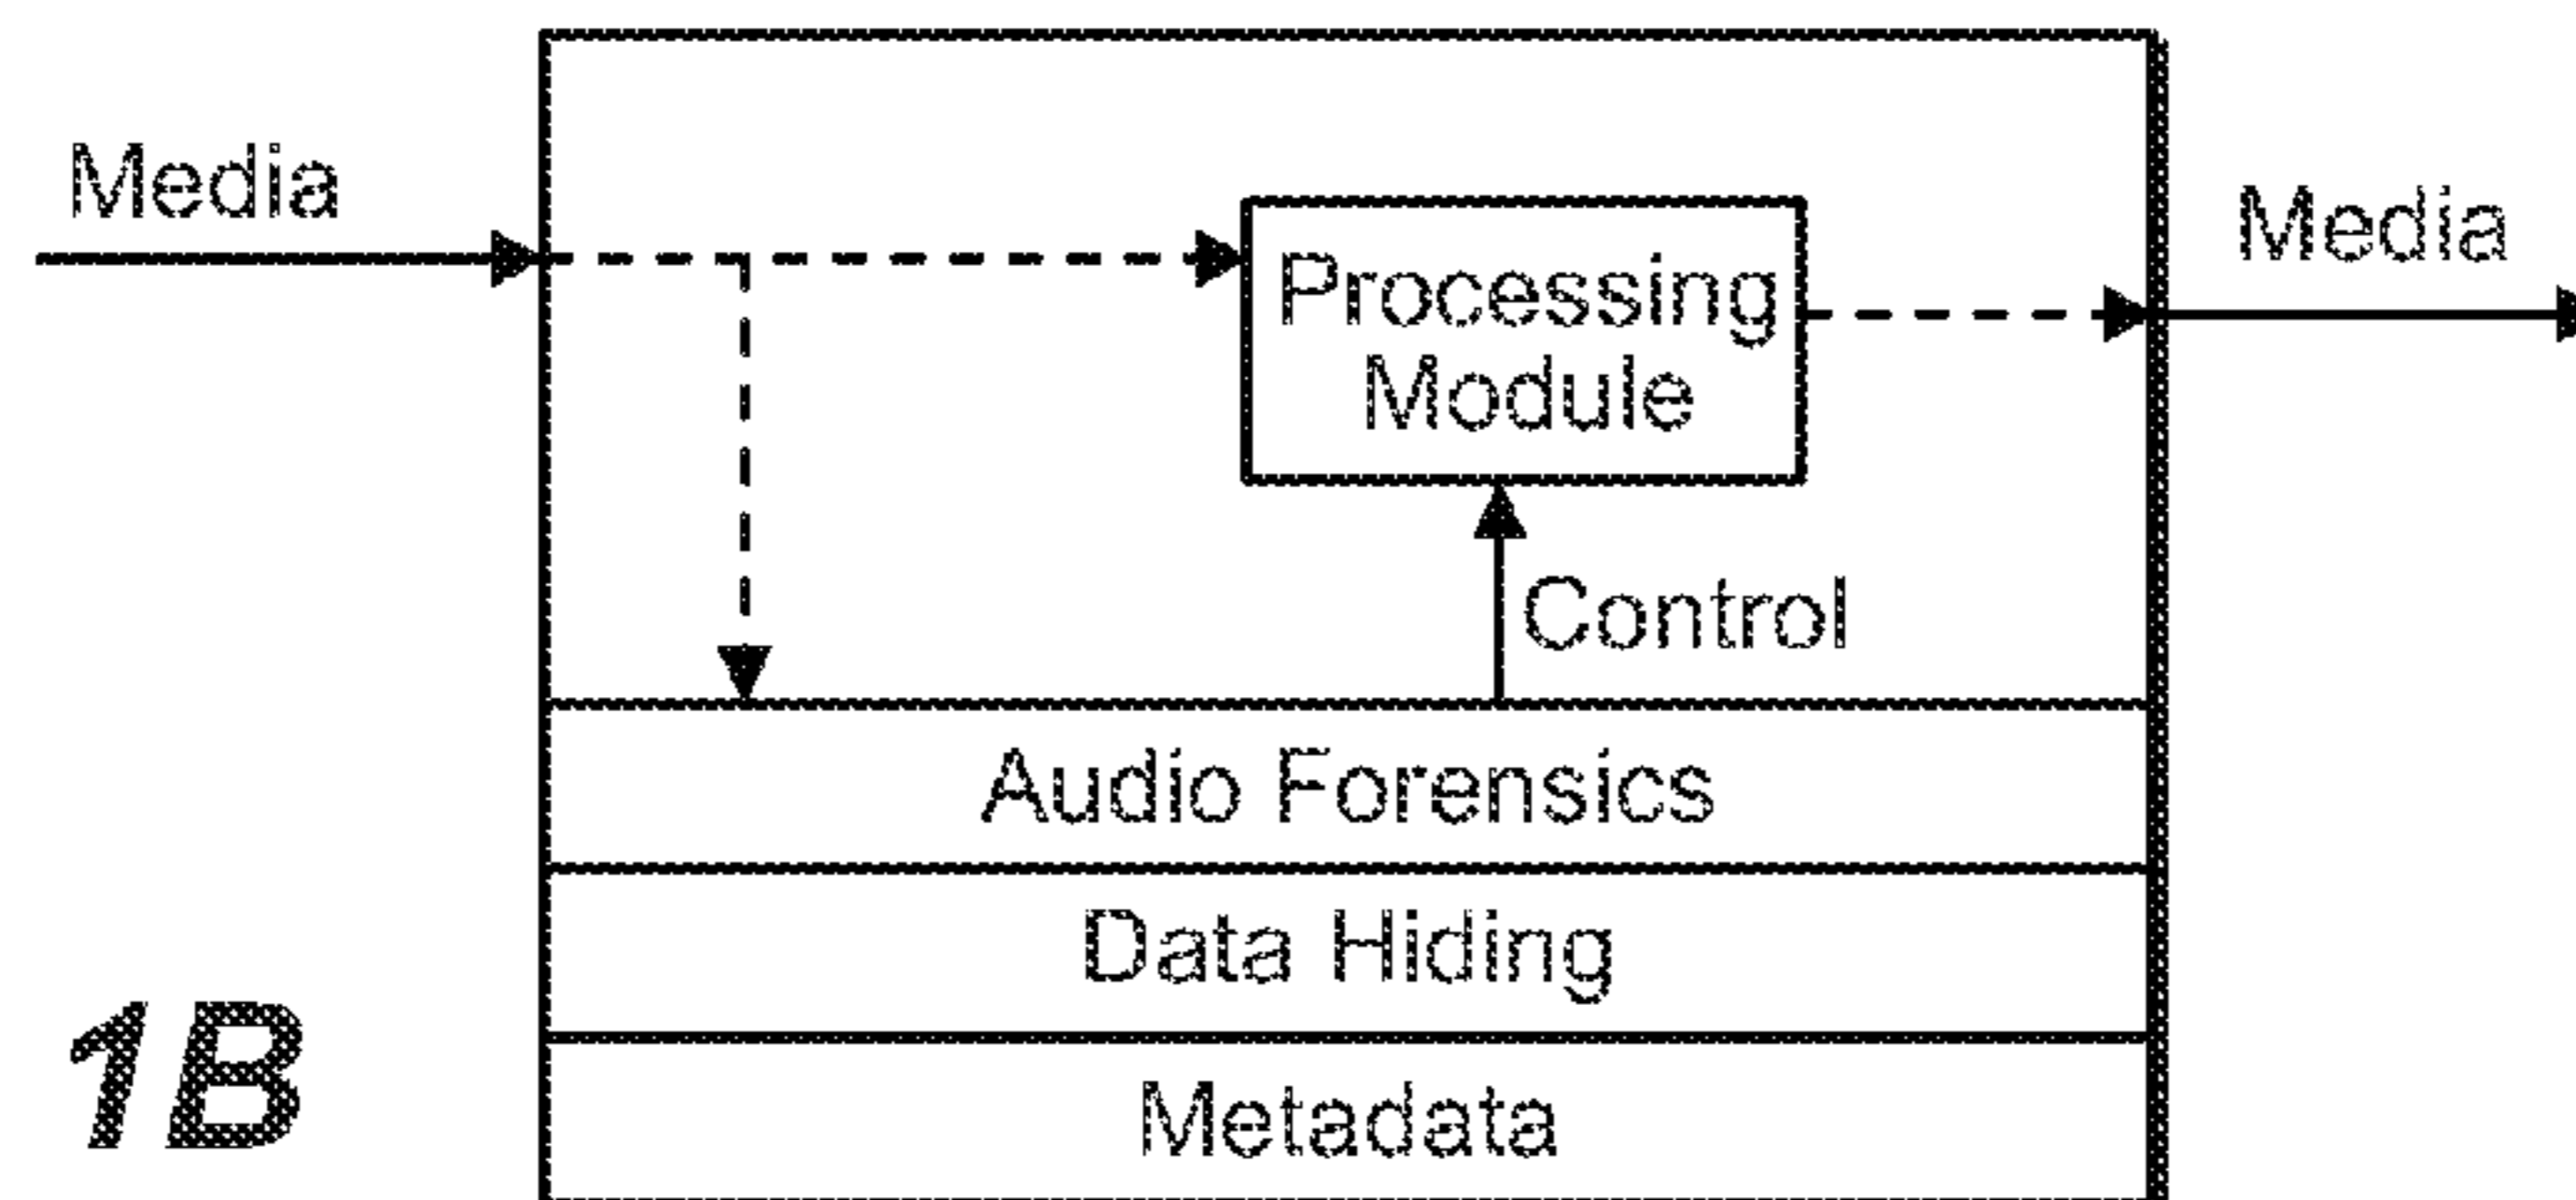 Media
Media
Processing
Module
Control
Audio Forensics
Data Hiding
Metadata
1B